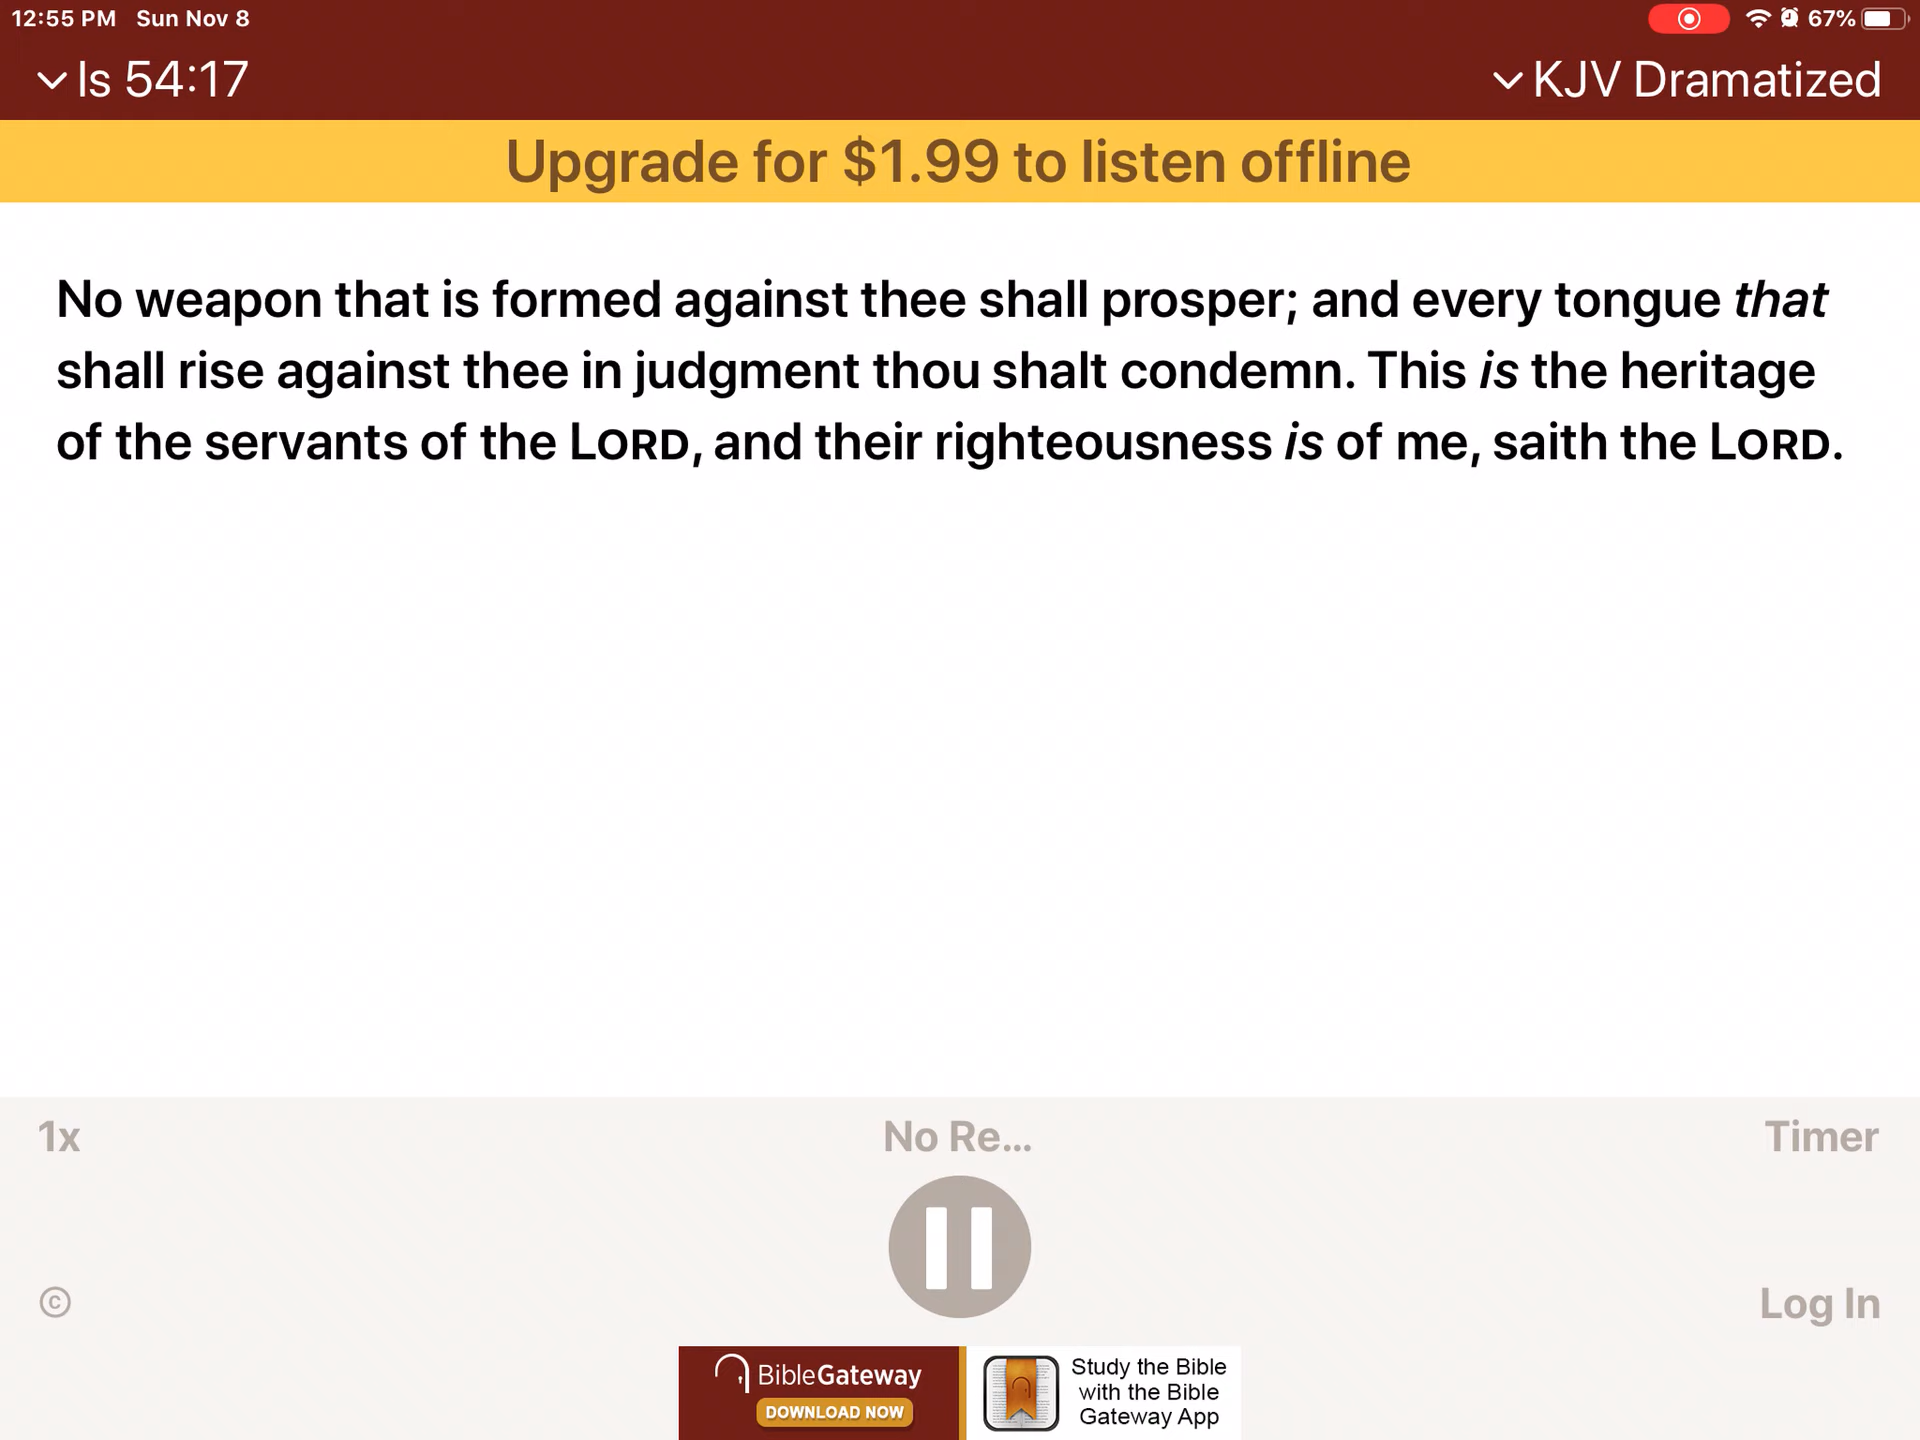 12:55 PM Sun Nov 8
67%
Is 54:17
KJV Dramatized
Upgrade for $1.99 to listen offline
No weapon that is formed against thee shall prosper; and every tongue that
shall rise against thee in judgment thou shalt condemn. This is the heritage
of the servants of the LORD, and their righteousness is of me, saith the LORD.
1x
No Re...
Timer
©
Log In
BibleGateway
DOWNLOAD NOW
Study the Bible
with the Bible
Gateway App